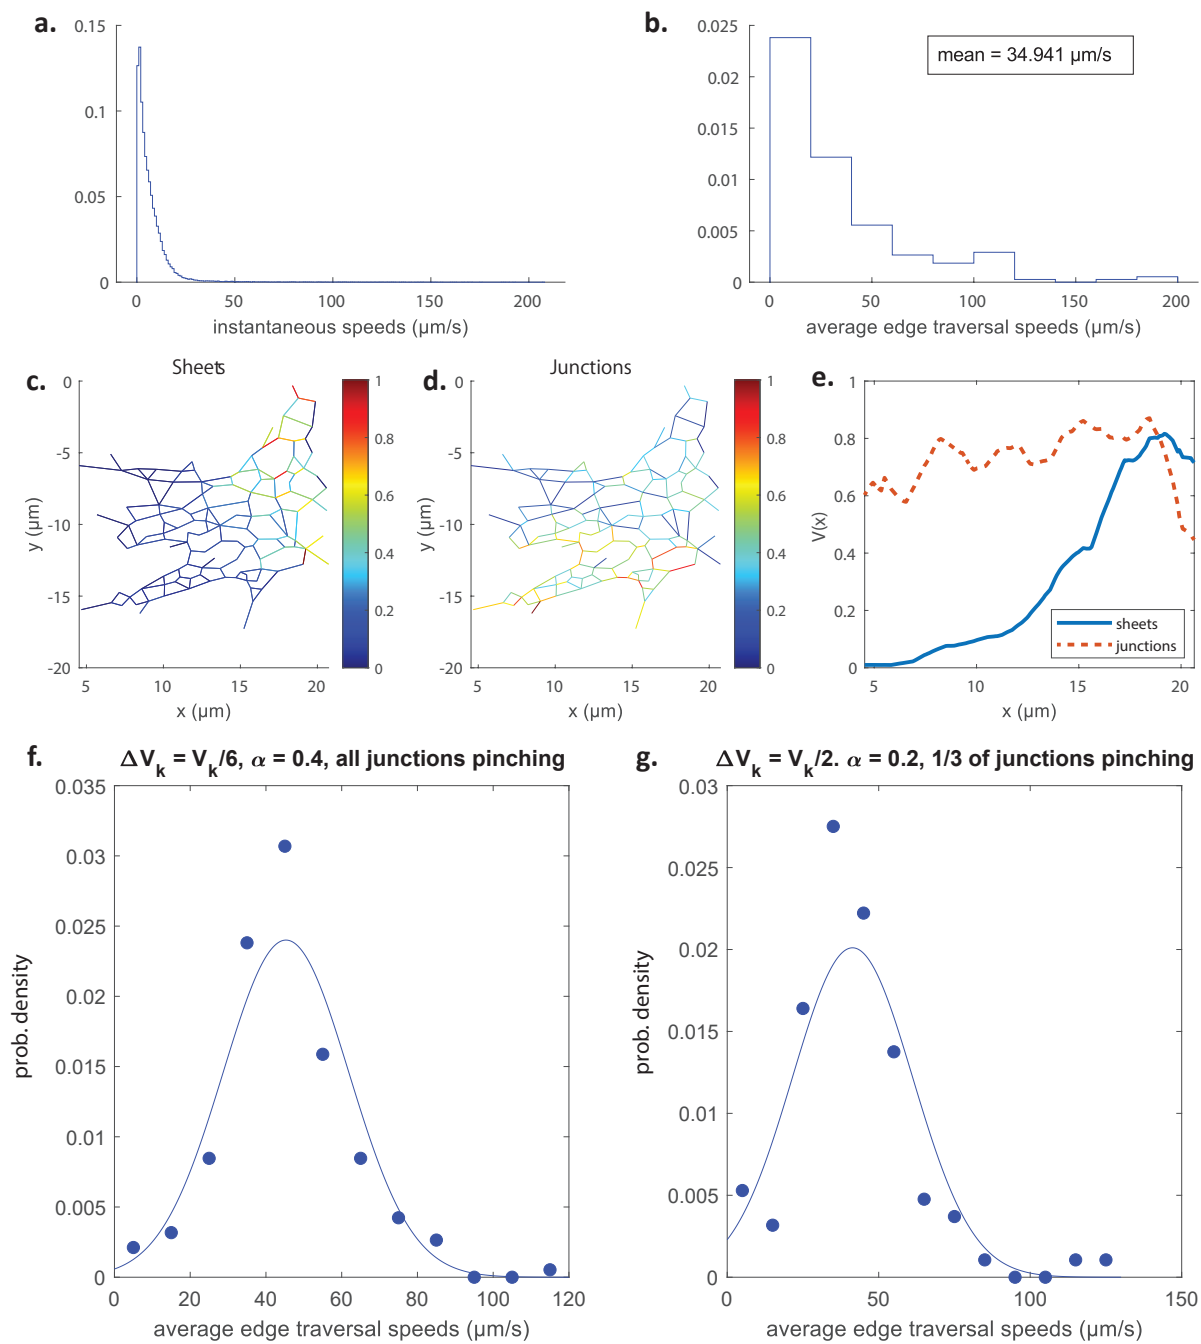 a.
0.15
0.1
0.05
0
0 50 100 150 200
instantaneous speeds (µm/s)
b.
0.025
0.02
0.015
0.01
0.005
0
mean = 34.941 µm/s
0 50 100 150 200
average edge traversal speeds (µm/s)
c.
Sheets
0
-5
-10
-15
-20
y (µm)
5 10 15 20
x (µm)
1
0.8
0.6
0.4
0.2
0
d.
Junctions
0
-5
-10
-15
-20
y (µm)
5 10 15 20
x (µm)
1
0.8
0.6
0.4
0.2
0
e.
1
0.8
0.6
0.4
0.2
0
V(x)
sheets
junctions
5 10 15 20
x (µm)
f.
ΔV_k = V_k/6, α = 0.4, all junctions pinching
0.035
0.03
0.025
0.02
0.015
0.01
0.005
0
prob. density
0 20 40 60 80 100 120
average edge traversal speeds (µm/s)
g.
ΔV_k = V_k/2. α = 0.2, 1/3 of junctions pinching
0.03
0.025
0.02
0.015
0.01
0.005
0
prob. density
0 50 100 150
average edge traversal speeds (µm/s)